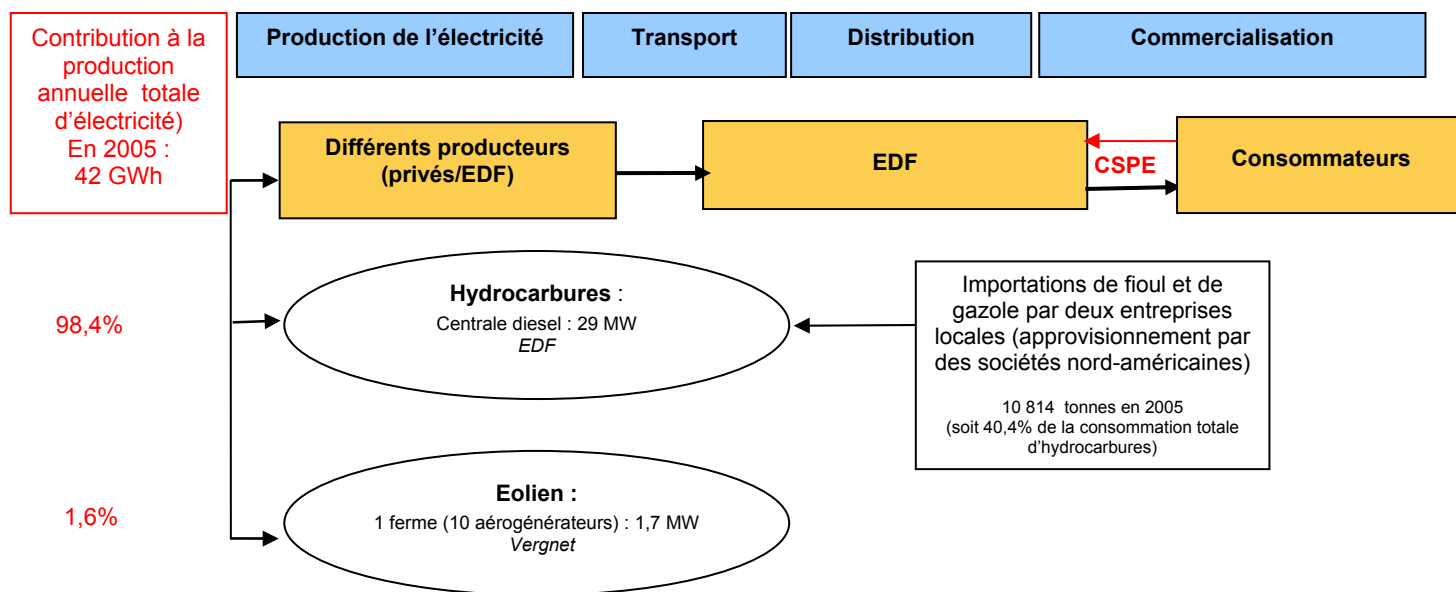 Contribution à la
production
annuelle totale
d'électricité)
En 2005 :
42 GWh
Production de l'électricité
Transport
Distribution
Commercialisation
Différents producteurs
(privés/EDF)
EDF
CSPE
Consommateurs
98,4%
Hydrocarbures :
Centrale diesel : 29 MW
EDF
Importations de fioul et de
gazole par deux entreprises
locales (approvisionnement par
des sociétés nord-américaines)
10 814 tonnes en 2005
(soit 40,4% de la consommation totale
d'hydrocarbures)
1,6%
Eolien :
1 ferme (10 aérogénérateurs) : 1,7 MW
Vergnet